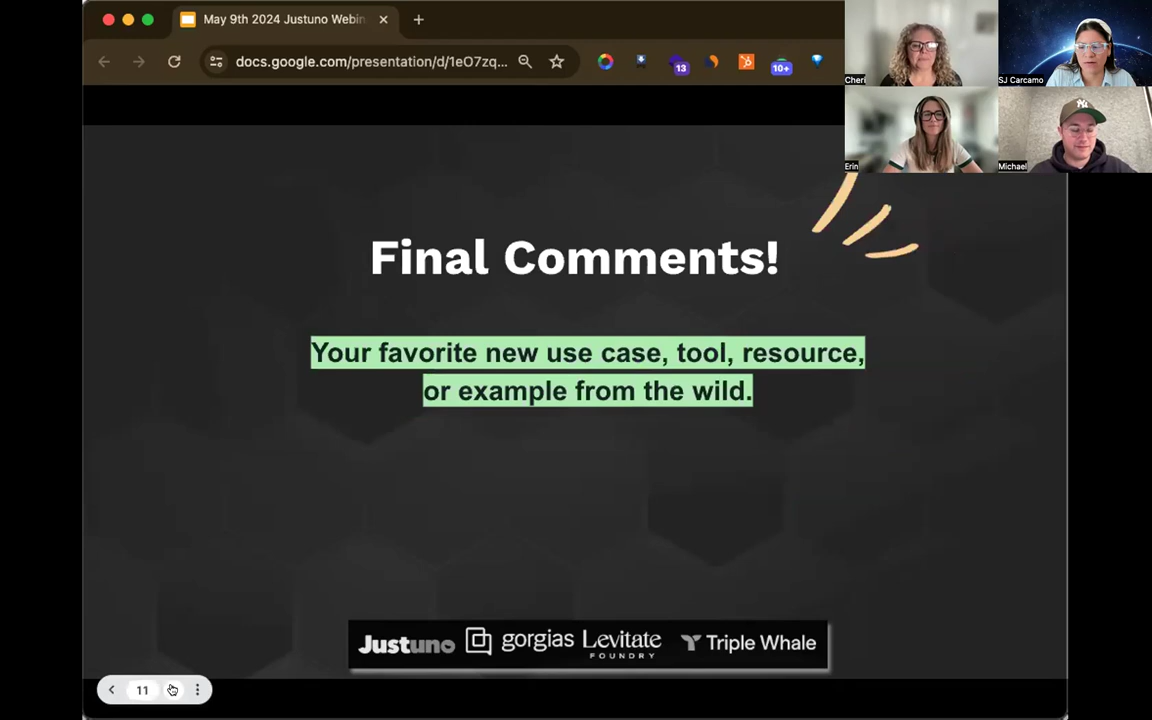 May 9th 2024 Justuno Webin
docs.google.com/presentation/d/1eO7zq...
13
10+
Cheri
SJ Carcamo
Erin
Michael
Final Comments!
Your favorite new use case, tool, resource,
or example from the wild.
Justuno
gorgias
Levitate
FOUNDRY
Triple Whale
11